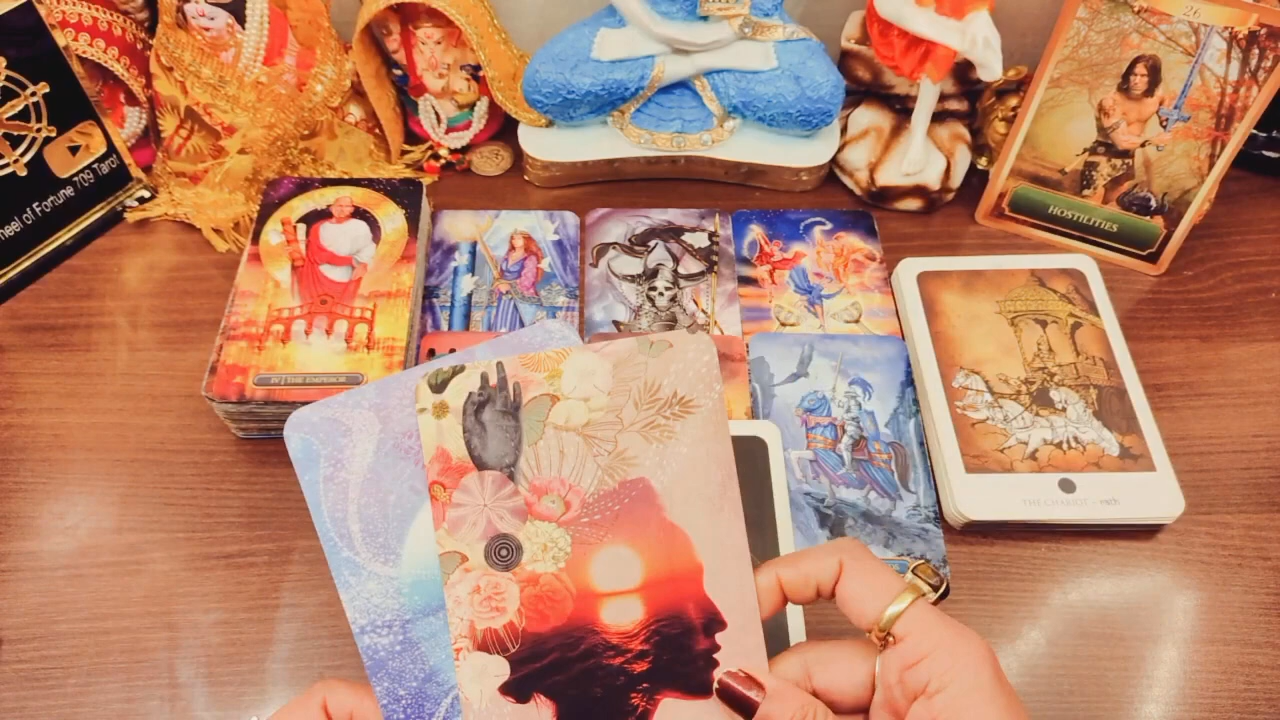 26
HOSTILITIES
heel of Fortune 709 Tarot
IV | THE EMPEROR
THE CHARIOT –